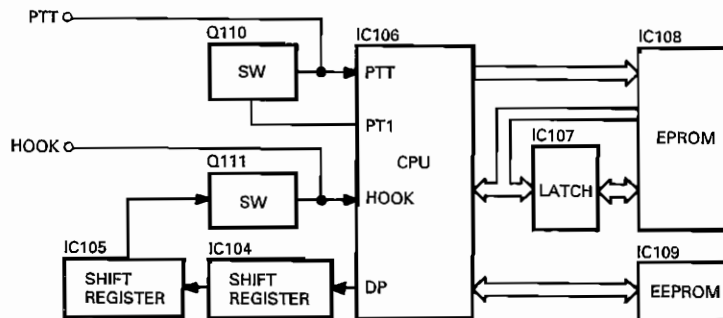 PTT
Q110
SW
IC106
PTT
PT1
CPU
HOOK
DP
IC108
EPROM
IC107
LATCH
HOOK
Q111
SW
IC105
SHIFT
REGISTER
IC104
SHIFT
REGISTER
IC109
EEPROM